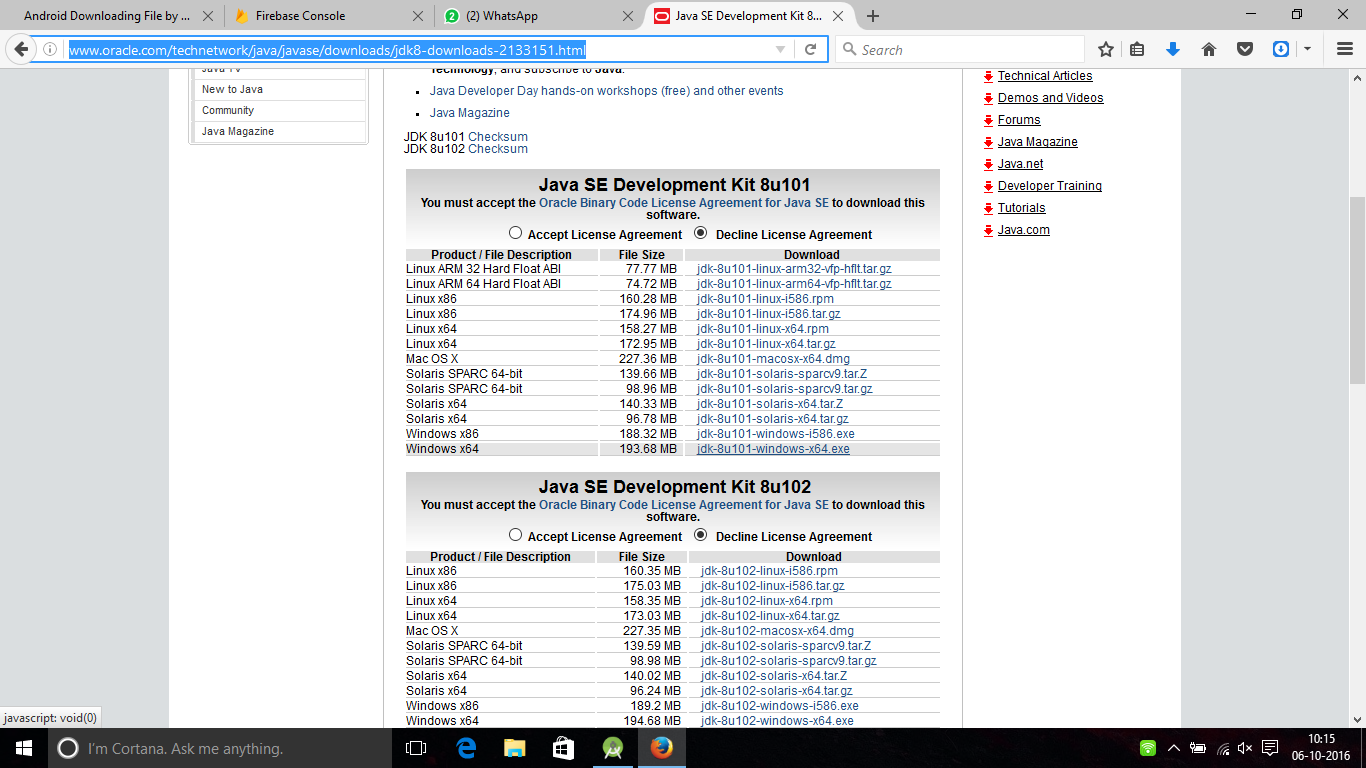 Android Downloading File by ...
Firebase Console
(2) WhatsApp
Java SE Development Kit 8...
www.oracle.com/technetwork/java/javase/downloads/jdk8-downloads-2133151.html
Search
New to Java
Community
Java Magazine
Technology, and subscribe to Java.
Java Developer Day hands-on workshops (free) and other events
Java Magazine
JDK 8u101 Checksum
JDK 8u102 Checksum
Java SE Development Kit 8u101
You must accept the Oracle Binary Code License Agreement for Java SE to download this
software.
Accept License Agreement Decline License Agreement
Product / File Description File Size Download
Linux ARM 32 Hard Float ABI 77.77 MB jdk-8u101-linux-arm32-vfp-hflt.tar.gz
Linux ARM 64 Hard Float ABI 74.72 MB jdk-8u101-linux-arm64-vfp-hflt.tar.gz
Linux x86 160.28 MB jdk-8u101-linux-i586.rpm
Linux x86 174.96 MB jdk-8u101-linux-i586.tar.gz
Linux x64 158.27 MB jdk-8u101-linux-x64.rpm
Linux x64 172.95 MB jdk-8u101-linux-x64.tar.gz
Mac OS X 227.36 MB jdk-8u101-macosx-x64.dmg
Solaris SPARC 64-bit 139.66 MB jdk-8u101-solaris-sparcv9.tar.Z
Solaris SPARC 64-bit 98.96 MB jdk-8u101-solaris-sparcv9.tar.gz
Solaris x64 140.33 MB jdk-8u101-solaris-x64.tar.Z
Solaris x64 96.78 MB jdk-8u101-solaris-x64.tar.gz
Windows x86 188.32 MB jdk-8u101-windows-i586.exe
Windows x64 193.68 MB jdk-8u101-windows-x64.exe
Java SE Development Kit 8u102
You must accept the Oracle Binary Code License Agreement for Java SE to download this
software.
Accept License Agreement Decline License Agreement
Product / File Description File Size Download
Linux x86 160.35 MB jdk-8u102-linux-i586.rpm
Linux x86 175.03 MB jdk-8u102-linux-i586.tar.gz
Linux x64 158.35 MB jdk-8u102-linux-x64.rpm
Linux x64 173.03 MB jdk-8u102-linux-x64.tar.gz
Mac OS X 227.35 MB jdk-8u102-macosx-x64.dmg
Solaris SPARC 64-bit 139.59 MB jdk-8u102-solaris-sparcv9.tar.Z
Solaris SPARC 64-bit 98.98 MB jdk-8u102-solaris-sparcv9.tar.gz
Solaris x64 140.02 MB jdk-8u102-solaris-x64.tar.Z
Solaris x64 96.24 MB jdk-8u102-solaris-x64.tar.gz
Windows x86 189.2 MB jdk-8u102-windows-i586.exe
Windows x64 194.68 MB jdk-8u102-windows-x64.exe
Technical Articles
Demos and Videos
Forums
Java Magazine
Java.net
Developer Training
Tutorials
Java.com
javascript: void(0)
I'm Cortana. Ask me anything.
10:15
06-10-2016